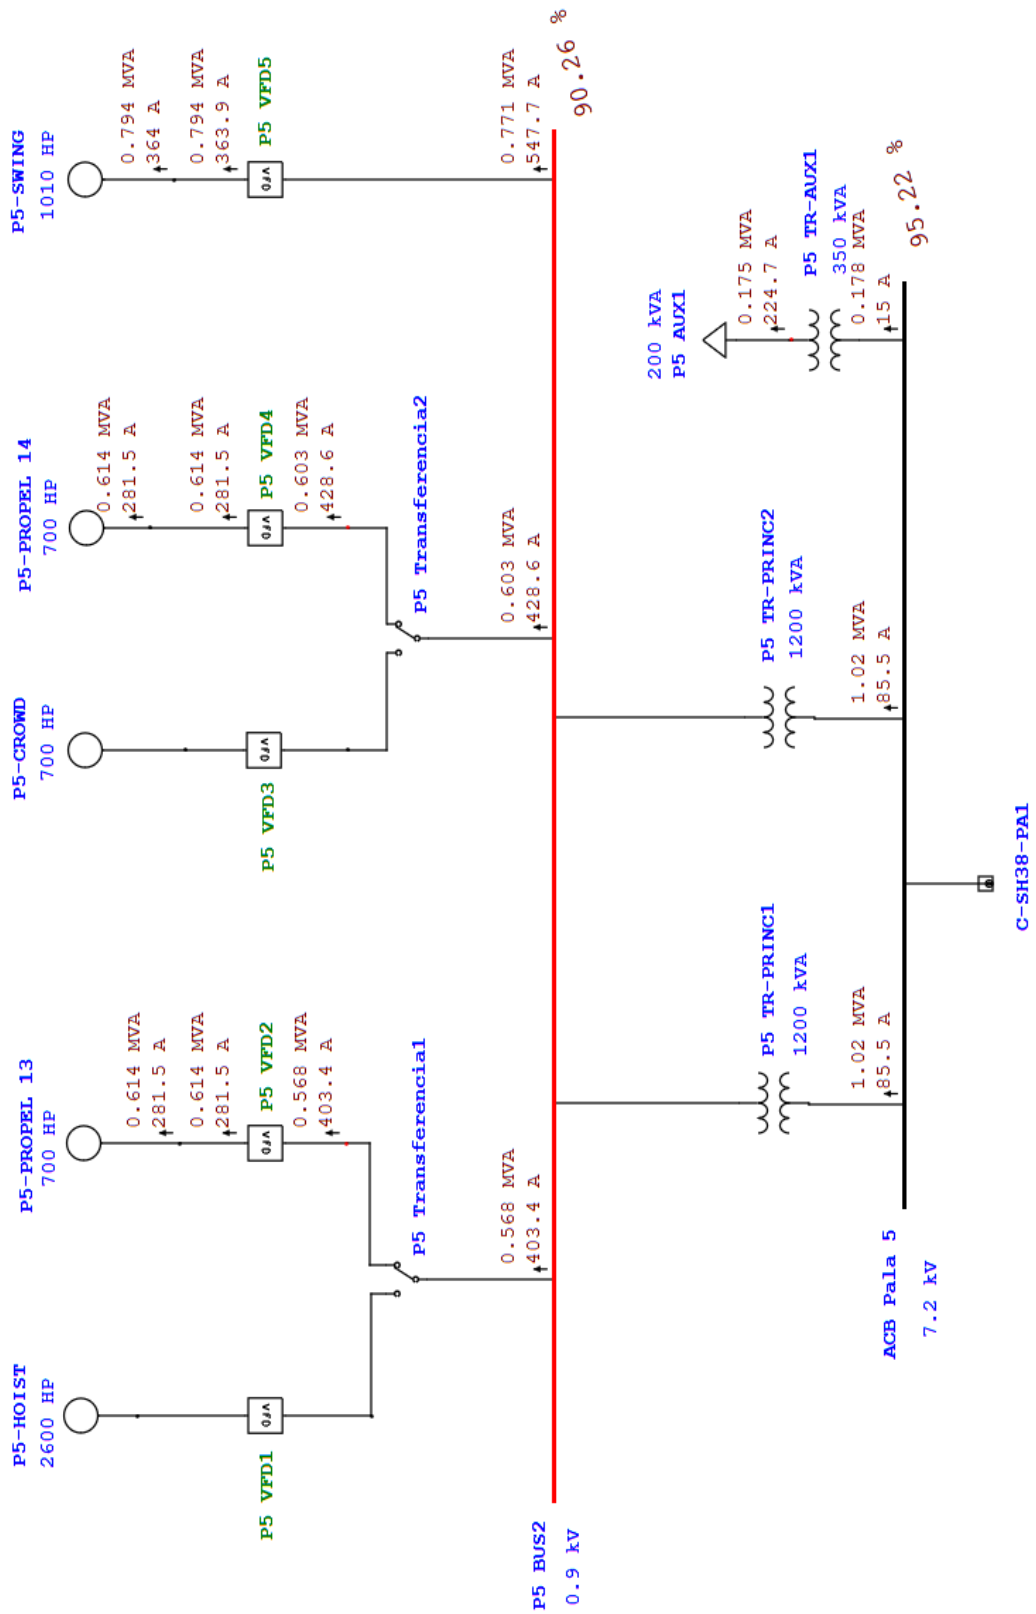 P5-HOIST
2600 HP
P5-PROPEL 13
700 HP
P5-CROWD
700 HP
P5-PROPEL 14
700 HP
P5-SWING
1010 HP
0.614 MVA
281.5 A
0.614 MVA
281.5 A
0.614 MVA
281.5 A
0.614 MVA
281.5 A
0.794 MVA
364 A
0.794 MVA
363.9 A
P5 VFD1
VFD
VFD
P5 VFD2
P5 VFD3
VFD
VFD
P5 VFD4
VFD
P5 VFD5
0.568 MVA
403.4 A
0.603 MVA
428.6 A
P5 Transferencia1
P5 Transferencia2
0.568 MVA
403.4 A
0.603 MVA
428.6 A
0.771 MVA
547.7 A
P5 BUS2
0.9 kV
90.26 %
200 kVA
P5 AUX1
0.175 MVA
224.7 A
P5 TR-PRINC1
1200 kVA
P5 TR-PRINC2
1200 kVA
P5 TR-AUX1
350 kVA
1.02 MVA
85.5 A
1.02 MVA
85.5 A
0.178 MVA
15 A
ACB Pala 5
7.2 kV
95.22 %
C-SH38-PA1